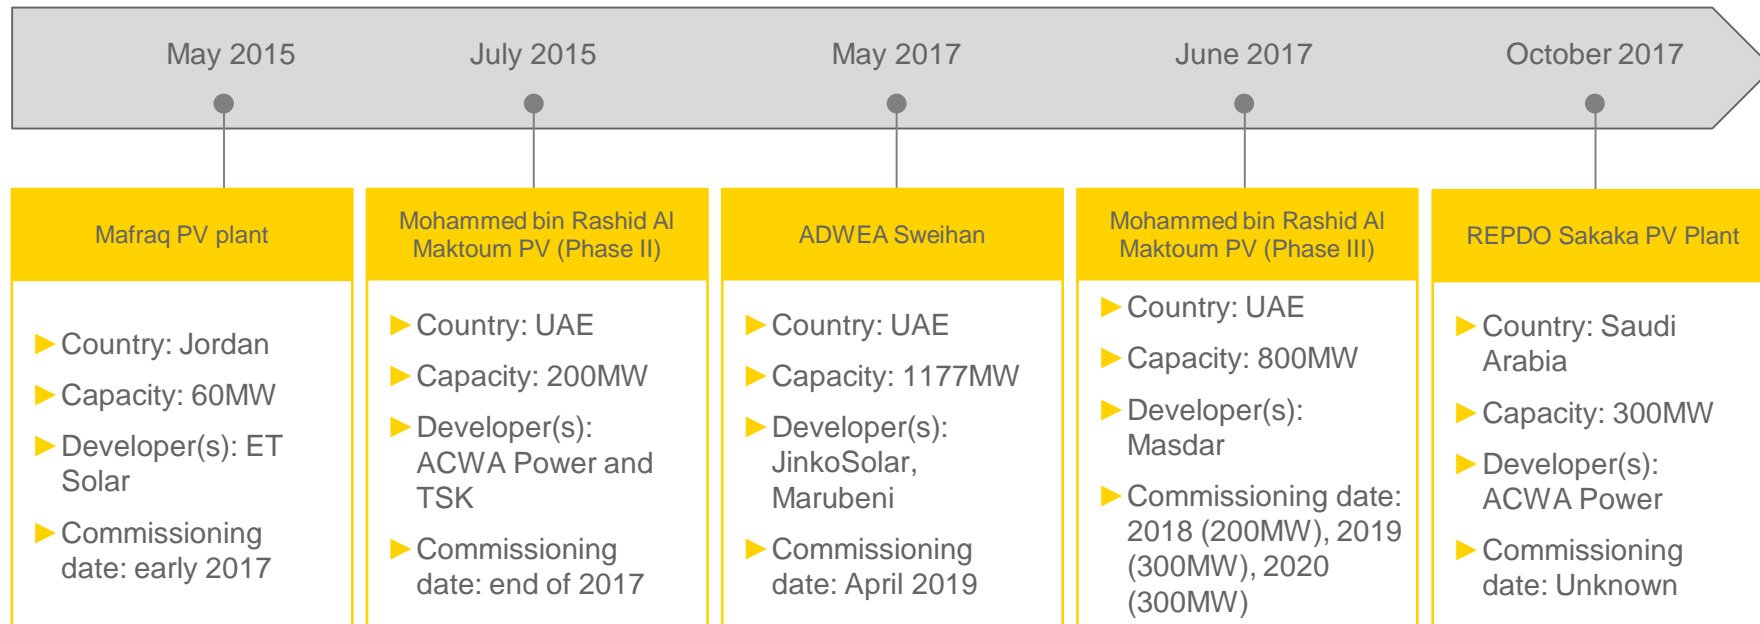 May 2015
July 2015
May 2017
June 2017
October 2017
Mafraq PV plant
Country: Jordan
Capacity: 60MW
Developer(s): ET
Solar
Commissioning
date: early 2017
Mohammed bin Rashid Al
Maktoum PV (Phase II)
Country: UAE
Capacity: 200MW
Developer(s):
ACWA Power and
TSK
Commissioning
date: end of 2017
ADWEA Sweihan
Country: UAE
Capacity: 1177MW
Developer(s):
JinkoSolar,
Marubeni
Commissioning
date: April 2019
Mohammed bin Rashid Al
Maktoum PV (Phase III)
Country: UAE
Capacity: 800MW
Developer(s):
Masdar
Commissioning date:
2018 (200MW), 2019
(300MW), 2020
(300MW)
REPDO Sakaka PV Plant
Country: Saudi
Arabia
Capacity: 300MW
Developer(s):
ACWA Power
Commissioning
date: Unknown